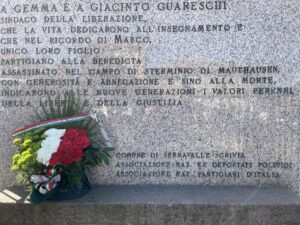 A GEMMA E A GIACINTO GUARESCHI
SINDACO DELLA LIBERAZIONE,
CHE LA VITA DEDICARONO ALL'INSEGNAMENTO E
CHE NEL RICORDO DI MARCO,
UNICO LORO FIGLIO
PARTIGIANO ALLA BENEDICTA
ASSASSINATO NEL CAMPO DI STERMINIO DI MAUTHAUSEN,
CON GENEROSITÀ E ABNEGAZIONE E SINO ALLA MORTE,
INDICARONO ALLE NUOVE GENERAZIONI I VALORI PERENNI
DELLA LIBERTÀ E DELLA GIUSTIZIA.
COMUNE DI SERRAVALLE SCRIVIA
ASSOCIAZIONE NAZ. EX DEPORTATI POLITICI
ASSOCIAZIONE NAZ. PARTIGIANI D'ITALIA